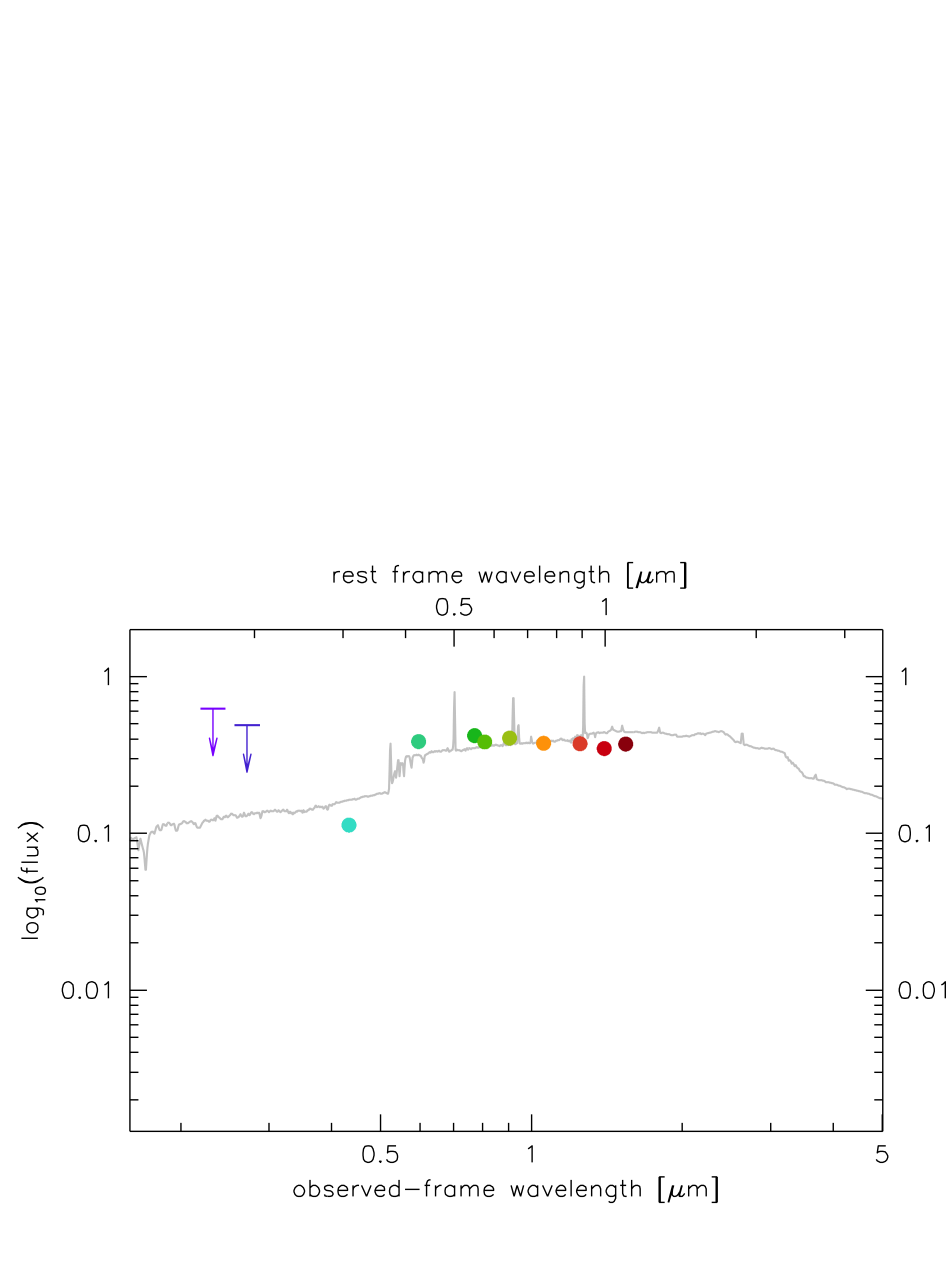 rest frame wavelength [μm]
0.5 1
1 1
0.1 0.1
0.01 0.01
log10(flux)
0.5 1 5
observed-frame wavelength [μm]